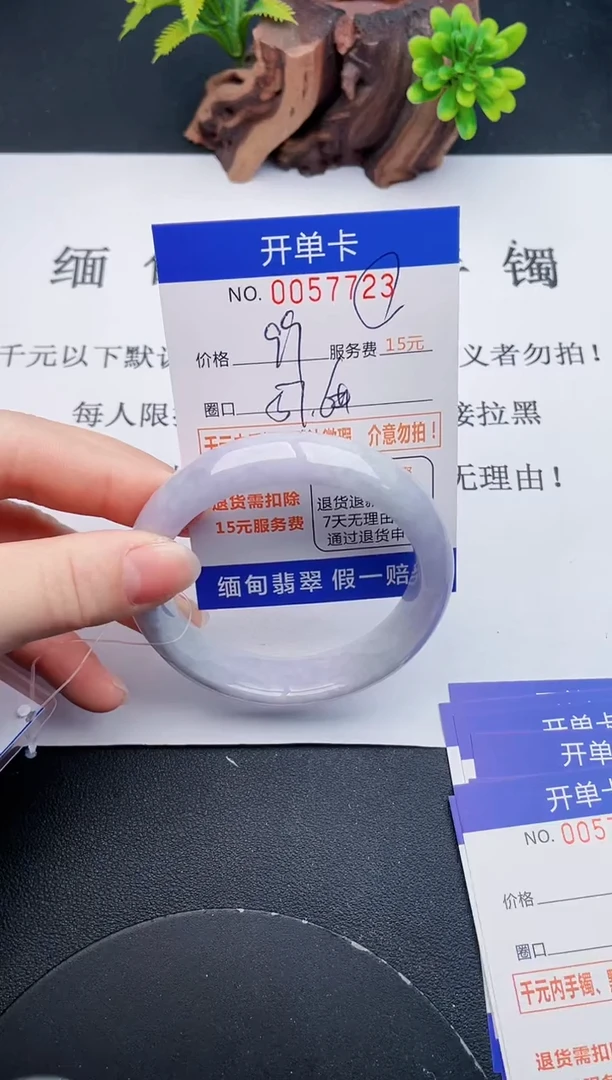 开单卡
NO. 0057723
价格 99 服务费 15元
缅 镯
千元以下默 义者勿拍!
圈口
每人限 接拉黑
介意勿拍!
无理由!
退货需扣除
15元服务费
退货退
7天无理由
通过退货申
缅甸翡翠 假一赔
开单卡
开单
开单卡
NO. 0057
价格
圈口
千元内手镯、
退货需扣